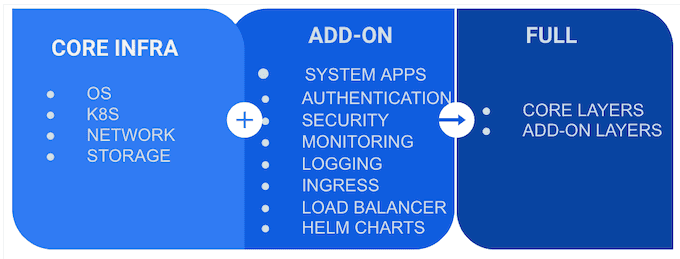 CORE INFRA
OS
K8S
NETWORK
STORAGE
ADD-ON
SYSTEM APPS
AUTHENTICATION
SECURITY
MONITORING
LOGGING
INGRESS
LOAD BALANCER
HELM CHARTS
FULL
CORE LAYERS
ADD-ON LAYERS